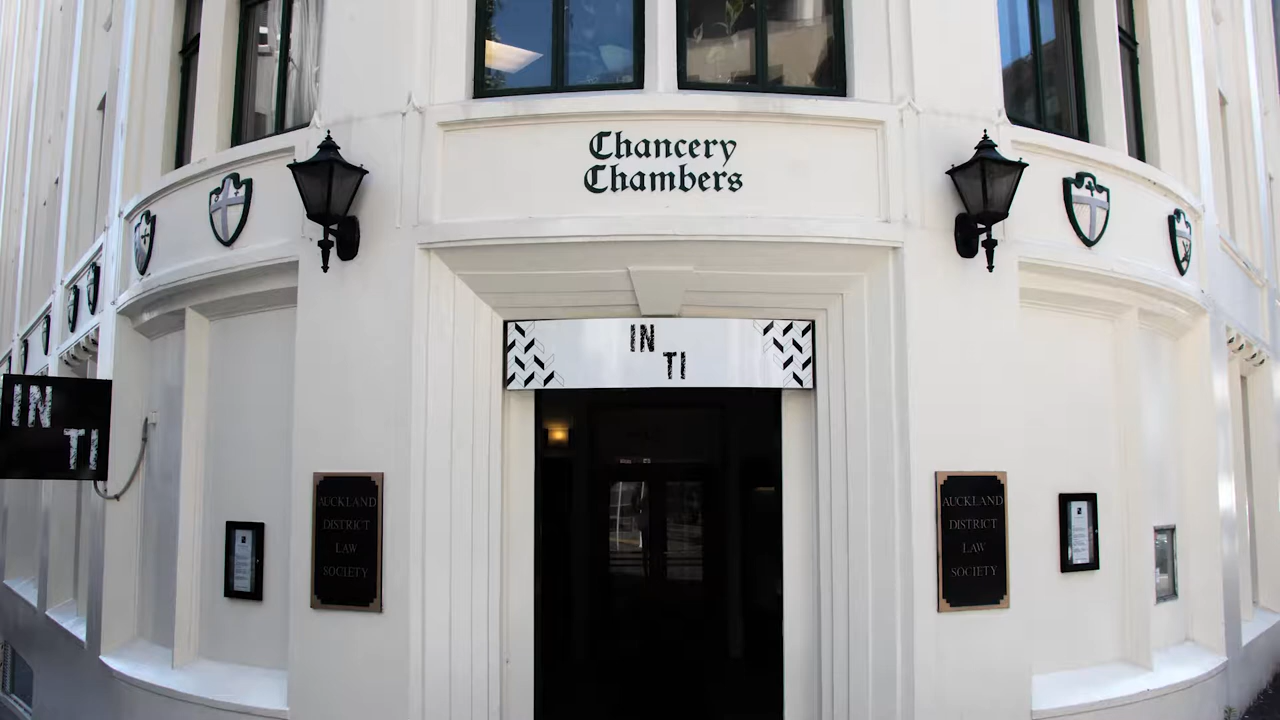 Chancery
Chambers
IN
TI
IN
TI
AUCKLAND
DISTRICT
LAW
SOCIETY
AUCKLAND
DISTRICT
LAW
SOCIETY